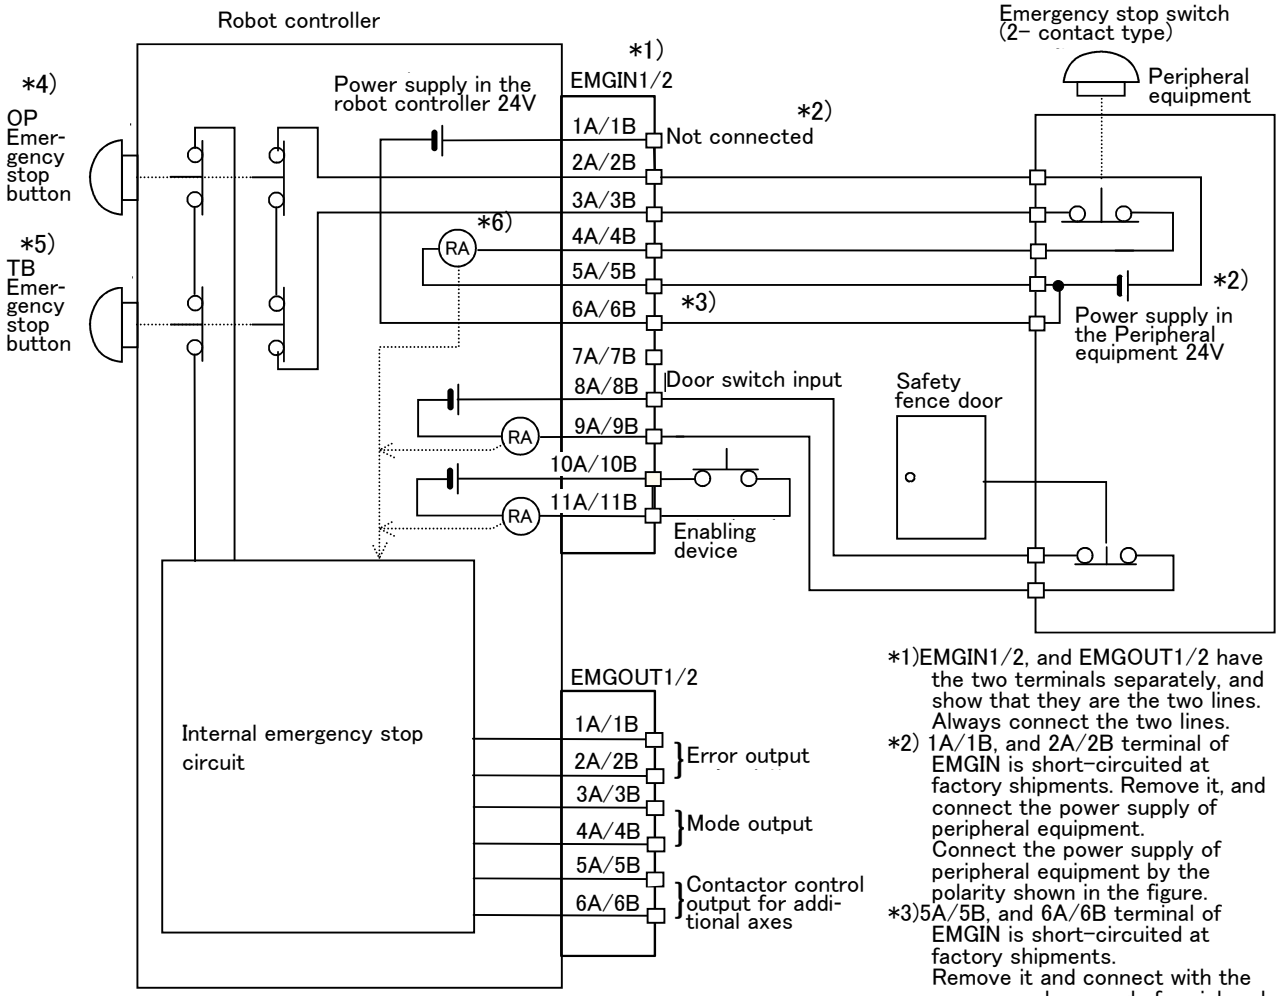 Robot controller
Emergency stop switch
(2- contact type)
*1)
*4)
Power supply in the
robot controller 24V
EMGIN1/2
Peripheral
equipment
OP
Emer-
gency
stop
button
1A/1B
*2)
Not connected
2A/2B
3A/3B
*6)
4A/4B
RA
*5)
TB
Emer-
gency
stop
button
5A/5B
*2)
*3)
6A/6B
Power supply in
the Peripheral
equipment 24V
7A/7B
8A/8B
Door switch input
Safety
fence door
9A/9B
RA
10A/10B
11A/11B
RA
Enabling
device
EMGOUT1/2
Internal emergency stop
circuit
1A/1B
2A/2B
Error output
3A/3B
4A/4B
Mode output
5A/5B
6A/6B
Contactor control
output for addi-
tional axes
*1)EMGIN1/2, and EMGOUT1/2 have
the two terminals separately, and
show that they are the two lines.
Always connect the two lines.
*2) 1A/1B, and 2A/2B terminal of
EMGIN is short-circuited at
factory shipments. Remove it, and
connect the power supply of
peripheral equipment.
Connect the power supply of
peripheral equipment by the
polarity shown in the figure.
*3)5A/5B, and 6A/6B terminal of
EMGIN is short-circuited at
factory shipments.
Remove it and connect with the